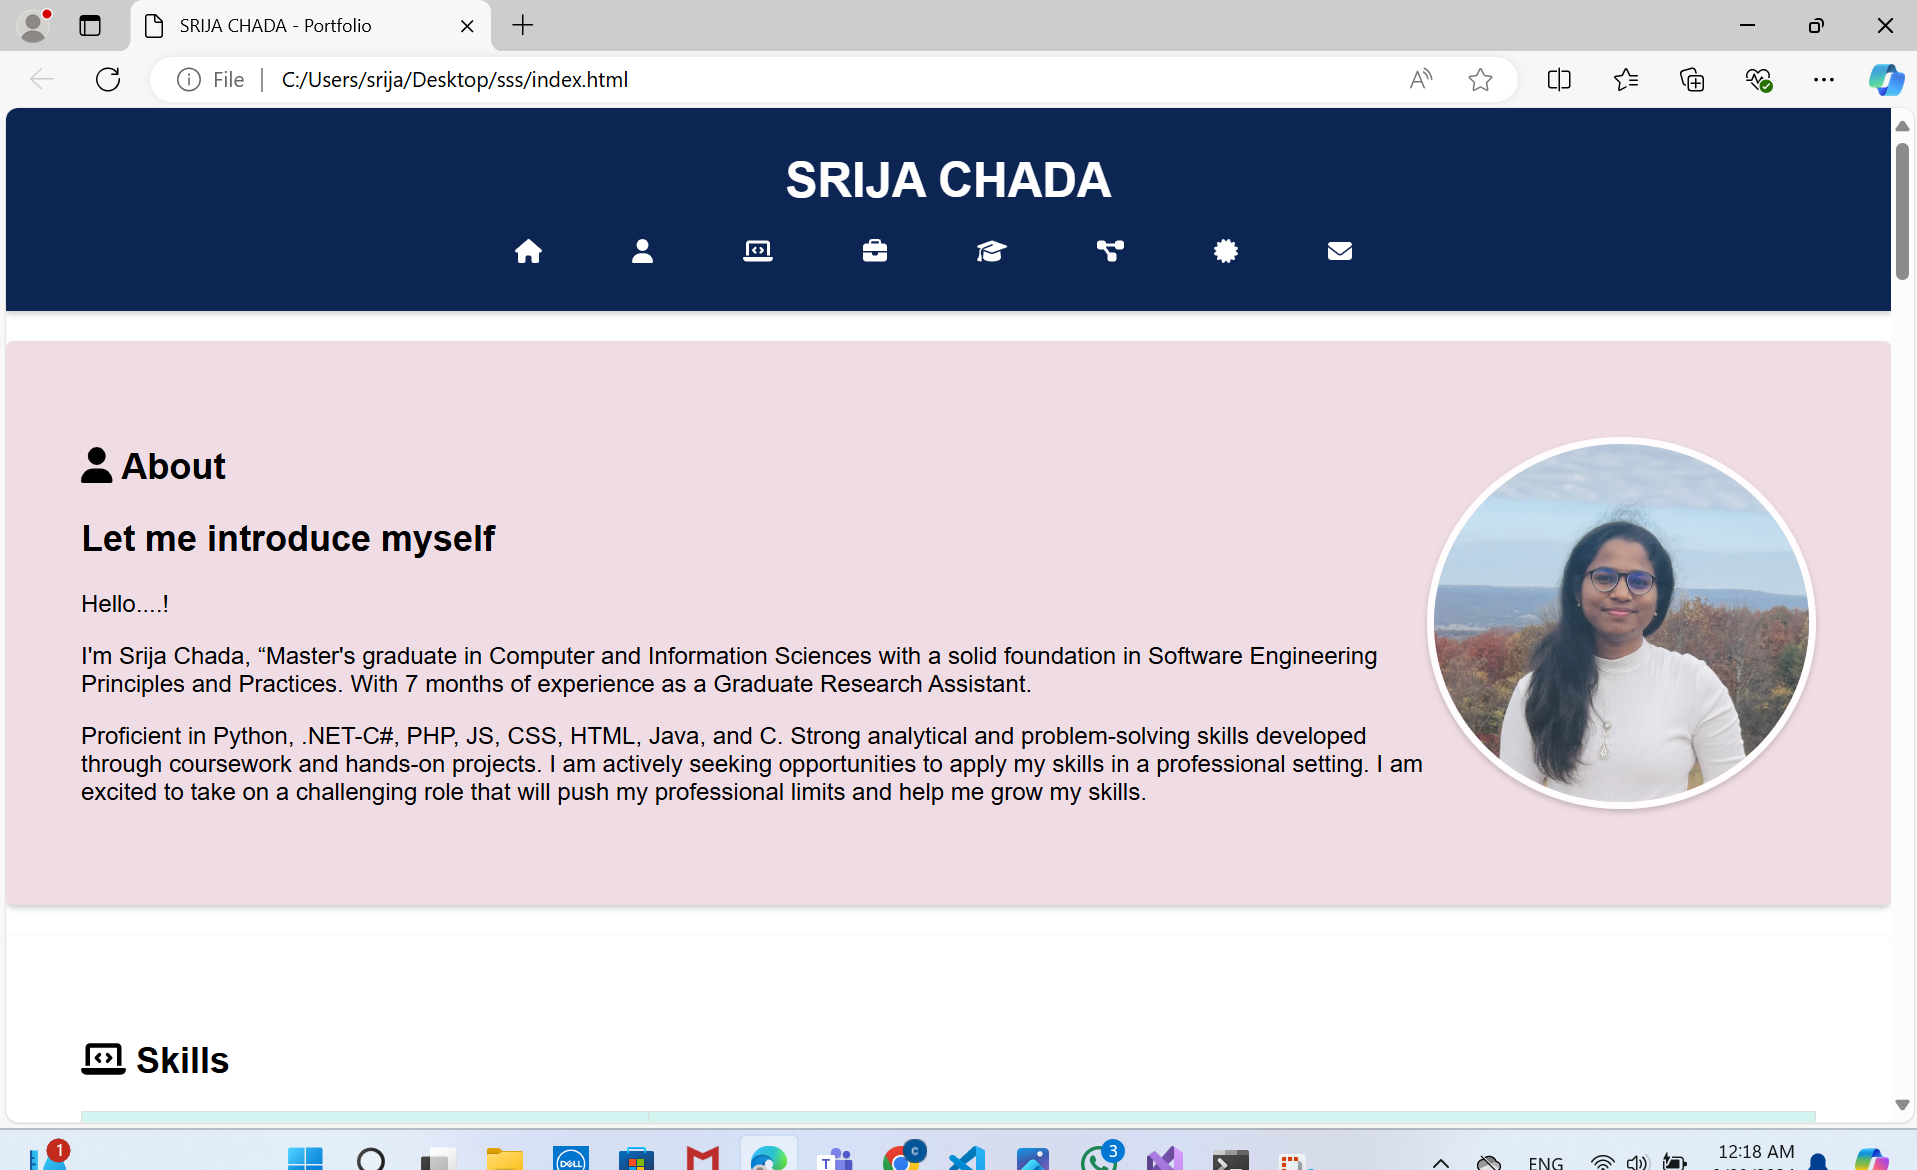 SRIJA CHADA - Portfolio
File
C:/Users/srija/Desktop/sss/index.html
SRIJA CHADA
About
Let me introduce myself
Hello....!
I'm Srija Chada, “Master's graduate in Computer and Information Sciences with a solid foundation in Software Engineering
Principles and Practices. With 7 months of experience as a Graduate Research Assistant.
Proficient in Python, .NET-C#, PHP, JS, CSS, HTML, Java, and C. Strong analytical and problem-solving skills developed
through coursework and hands-on projects. I am actively seeking opportunities to apply my skills in a professional setting. I am
excited to take on a challenging role that will push my professional limits and help me grow my skills.
Skills
1
DELL
T
C
3
ENG
12:18 AM